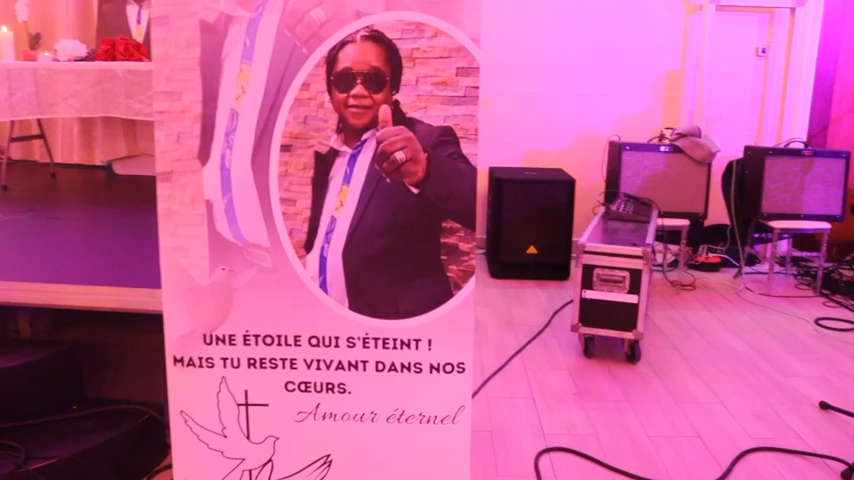 UNE ÉTOILE QUI S'ÉTEINT !
MAIS TU RESTE VIVANT DANS NOS
CŒURS.
Amour éternel